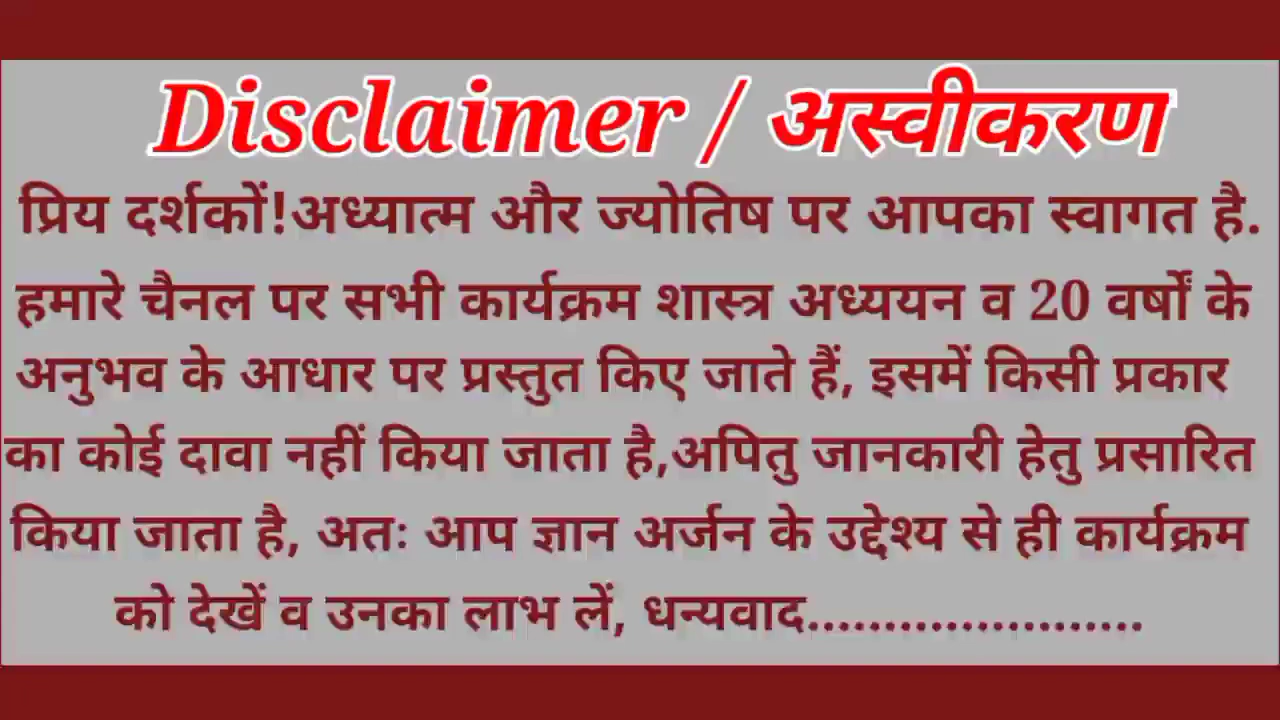 Disclaimer / अस्वीकरण
प्रिय दर्शकों!अध्यात्म और ज्योतिष पर आपका स्वागत है.
हमारे चैनल पर सभी कार्यक्रम शास्त्र अध्ययन व 20 वर्षों के
अनुभव के आधार पर प्रस्तुत किए जाते हैं, इसमें किसी प्रकार
का कोई दावा नहीं किया जाता है,अपितु जानकारी हेतु प्रसारित
किया जाता है, अतः आप ज्ञान अर्जन के उद्देश्य से ही कार्यक्रम
को देखें व उनका लाभ लें, धन्यवाद......................